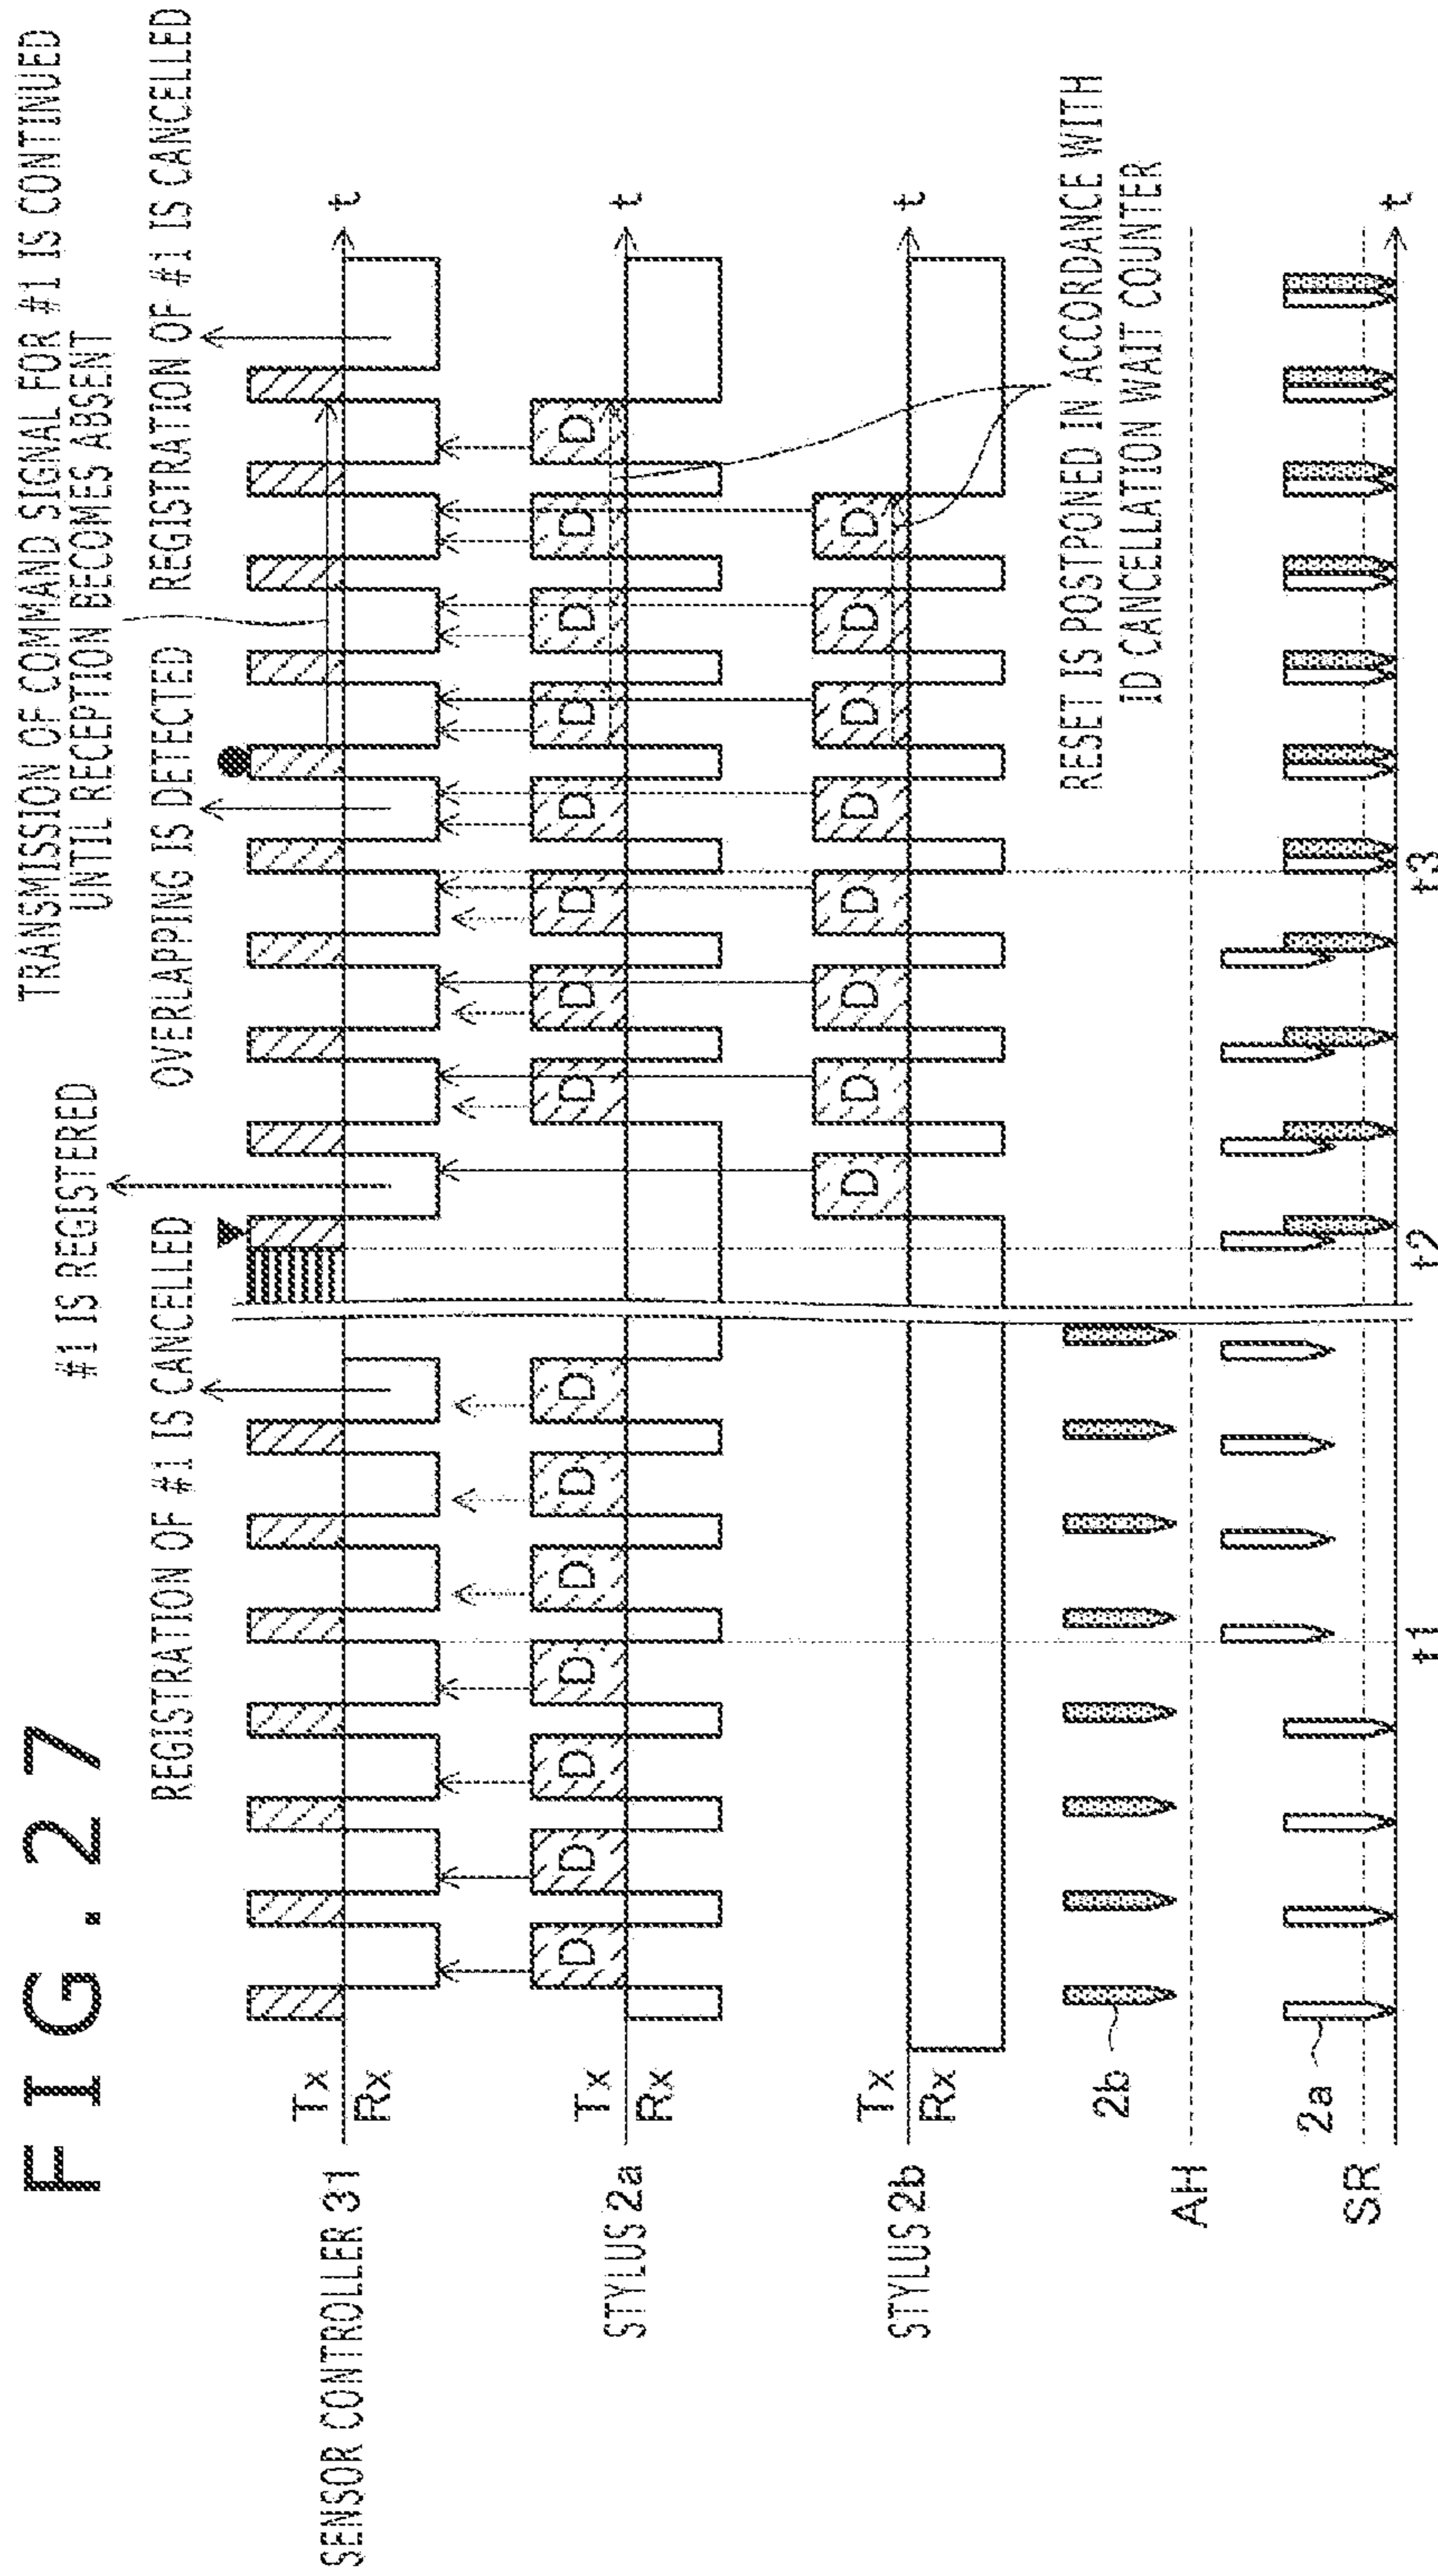 FIG. 27
TRANSMISSION OF COMMAND SIGNAL FOR #1 IS CONTINUED
UNTIL RECEPTION BECOMES ABSENT
#1 IS REGISTERED
REGISTRATION OF #1 IS CANCELLED
OVERLAPPING IS DETECTED
REGISTRATION OF #1 IS CANCELLED
SENSOR CONTROLLER 31
Tx
Rx
t
STYLUS 2a
Tx
Rx
D D D D D D D D D D D D D D D D
t
STYLUS 2b
Tx
Rx
D D D D D D D D
t
RESET IS POSTPONED IN ACCORDANCE WITH
ID CANCELLATION WAIT COUNTER
2b
AH
2a
SR
t
t1
t2
t3